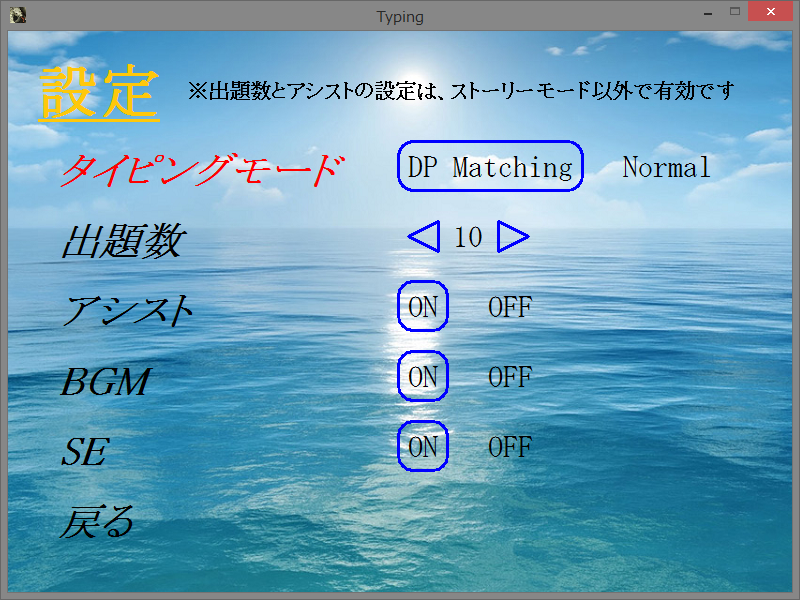 Typing
設定 ※出題数とアシストの設定は、ストーリーモード以外で有効です
タイピングモード DP Matching Normal
出題数 10
アシスト ON OFF
BGM ON OFF
SE ON OFF
戻る